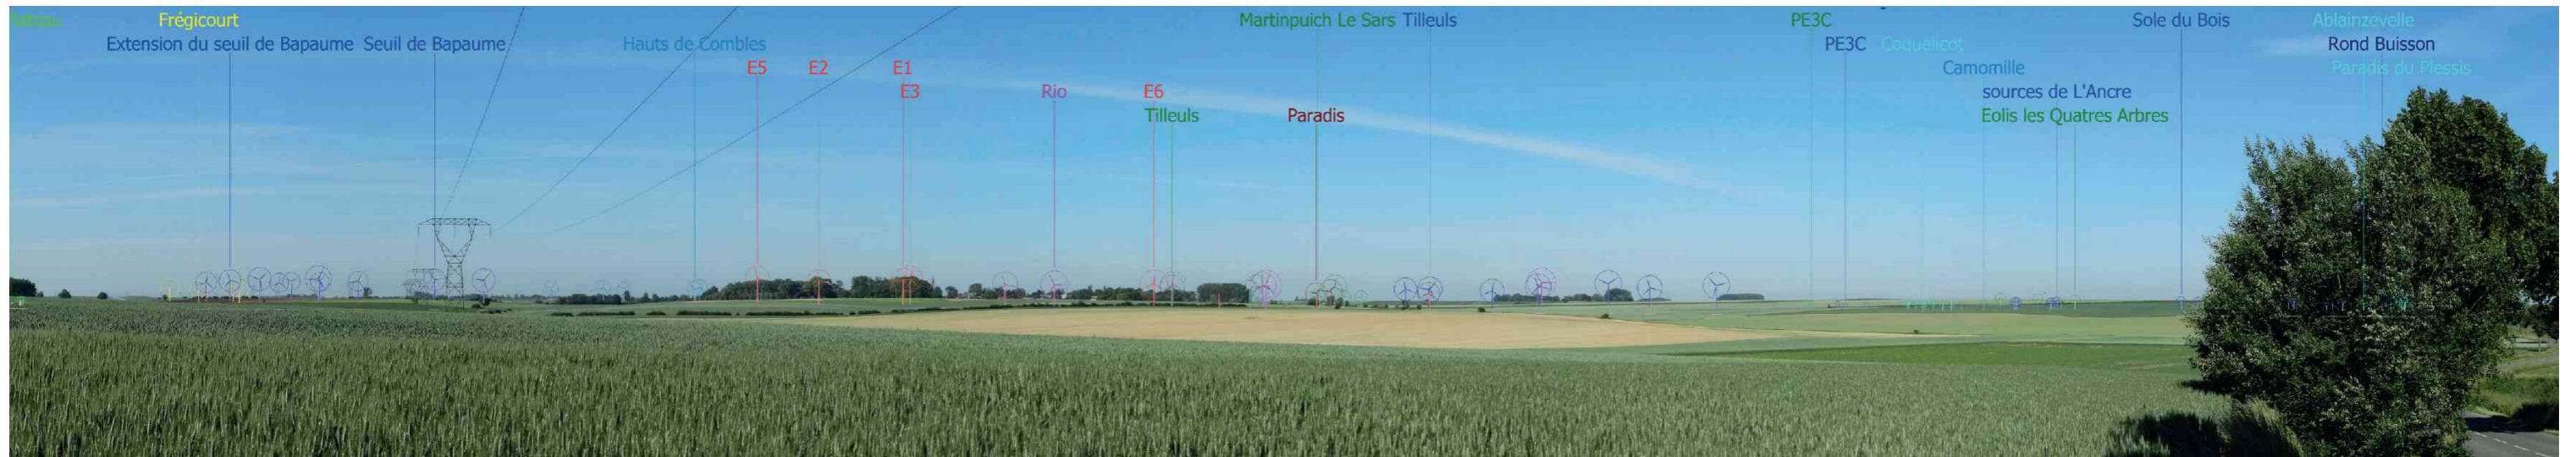 Frégicourt Martinpuich Le Sars Tilleuls PE3C Sole du Bois Ablainzevelle
Extension du seuil de Bapaume Seuil de Bapaume Hauts de Combles PE3C Coquelicot Rond Buisson
E5 E2 E1 Camomille Paradis du Plessis
E3 Rio E6 sources de L'Ancre
Tilleuls Paradis Eolis les Quatres Arbres